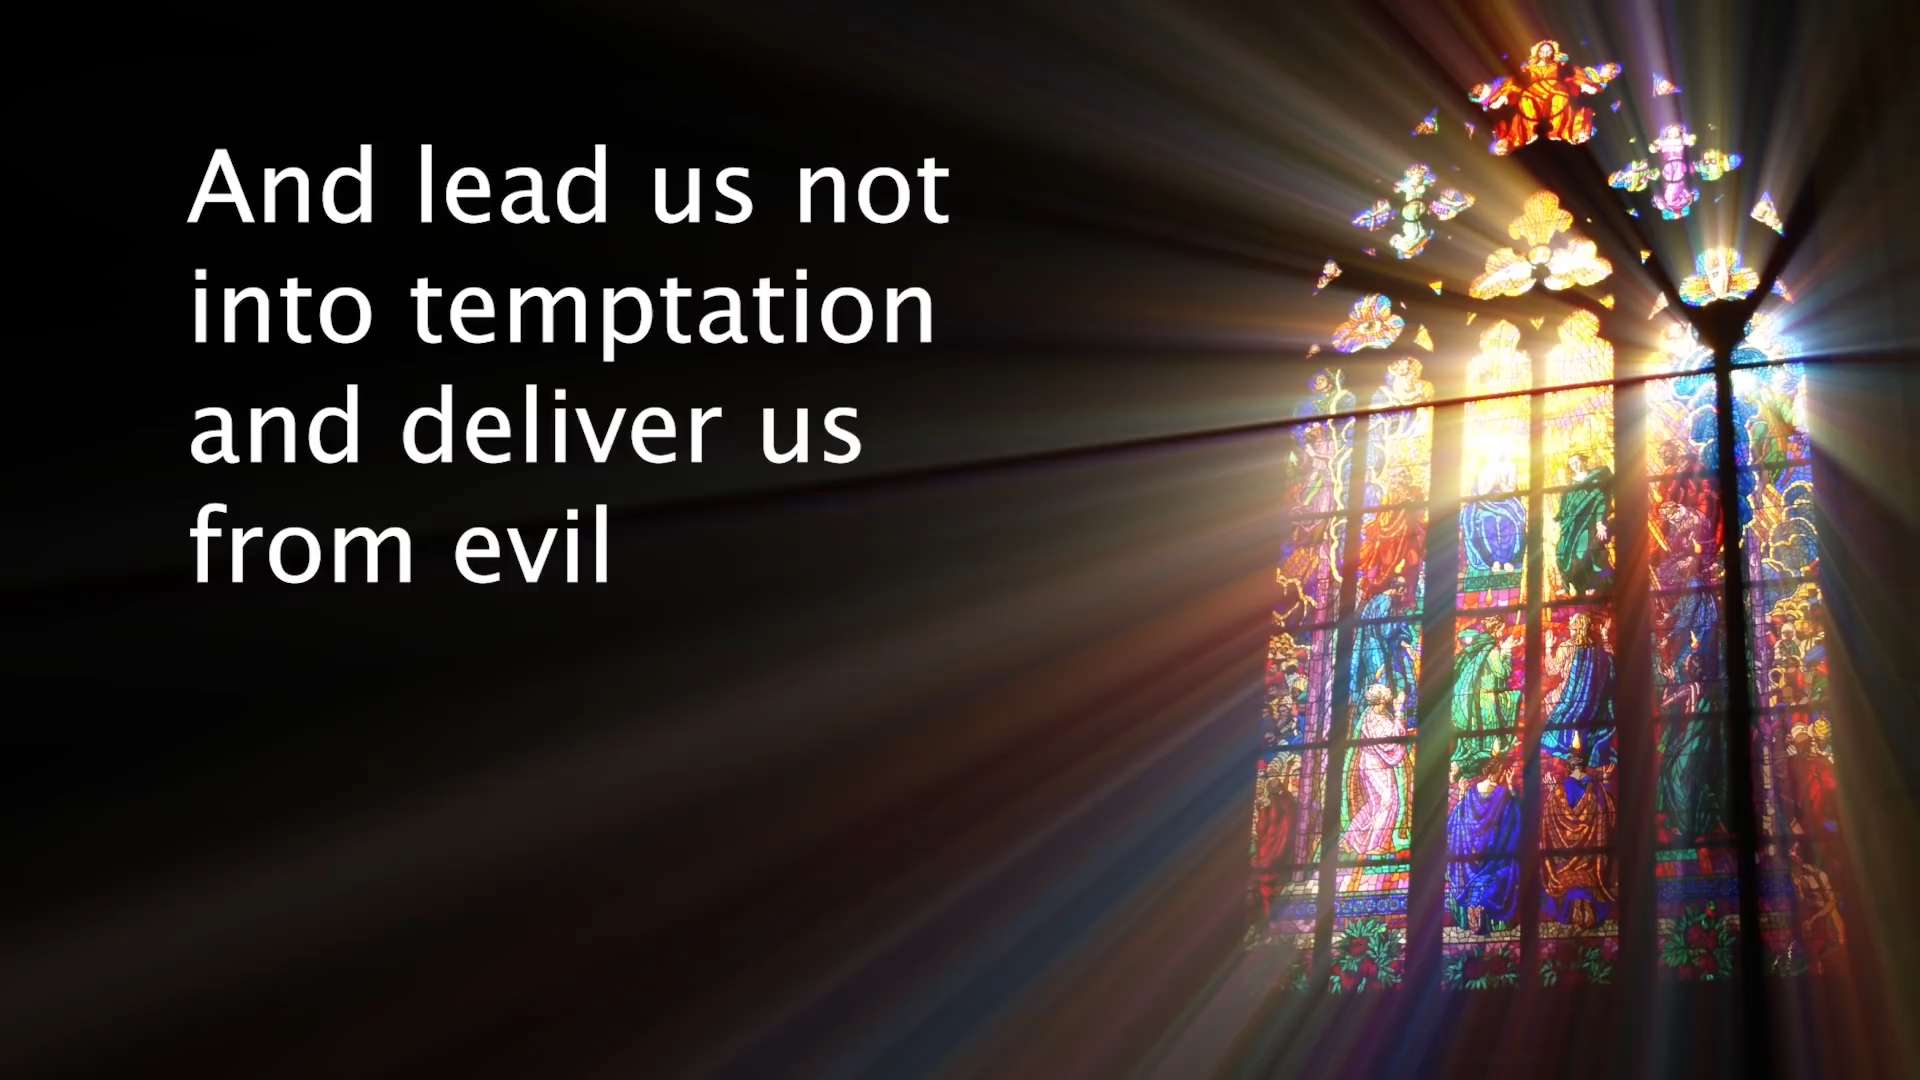 And lead us not
into temptation
and deliver us
from evil